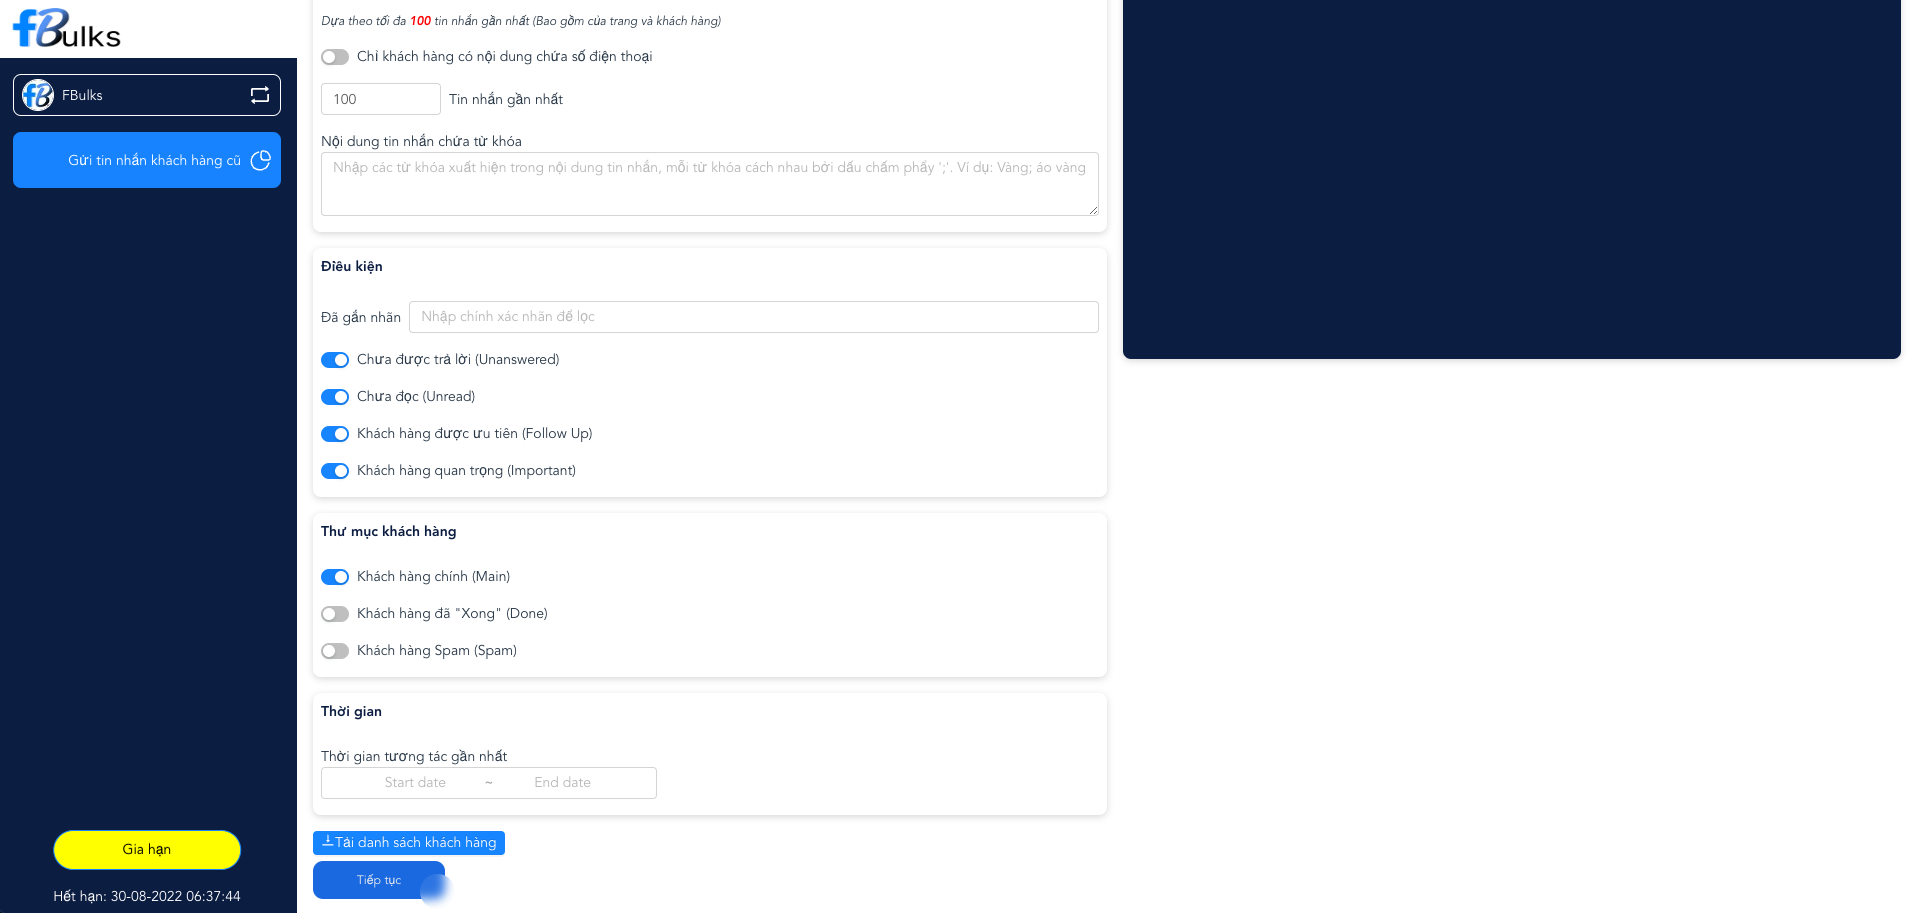 fBulks
FBulks
Gửi tin nhắn khách hàng cũ
Gia hạn
Hết hạn: 30-08-2022 06:37:44
Dựa theo tối đa 100 tin nhắn gần nhất (Bao gồm của trang và khách hàng)
Chỉ khách hàng có nội dung chứa số điện thoại
100 Tin nhắn gần nhất
Nội dung tin nhắn chứa từ khóa
Nhập các từ khóa xuất hiện trong nội dung tin nhắn, mỗi từ khóa cách nhau bởi dấu chấm phẩy ';'. Ví dụ: Vàng; áo vàng
Điều kiện
Đã gắn nhãn Nhập chính xác nhãn để lọc
Chưa được trả lời (Unanswered)
Chưa đọc (Unread)
Khách hàng được ưu tiên (Follow Up)
Khách hàng quan trọng (Important)
Thư mục khách hàng
Khách hàng chính (Main)
Khách hàng đã "Xong" (Done)
Khách hàng Spam (Spam)
Thời gian
Thời gian tương tác gần nhất
Start date ~ End date
Tải danh sách khách hàng
Tiếp tục